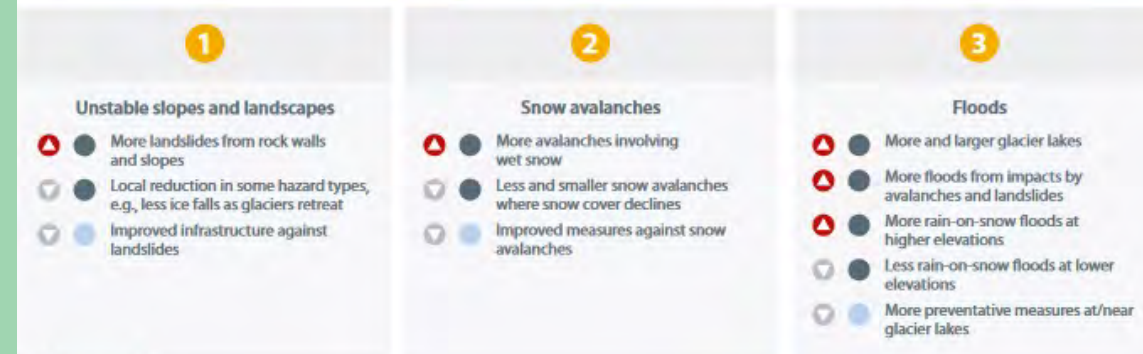 1
Unstable slopes and landscapes
More landslides from rock walls
and slopes
Local reduction in some hazard types,
e.g., less ice falls as glaciers retreat
Improved infrastructure against
landslides
2
Snow avalanches
More avalanches involving
wet snow
Less and smaller snow avalanches
where snow cover declines
Improved measures against snow
avalanches
3
Floods
More and larger glacier lakes
More floods from impacts by
avalanches and landslides
More rain-on-snow floods at
higher elevations
Less rain-on-snow floods at lower
elevations
More preventative measures at/near
glacier lakes